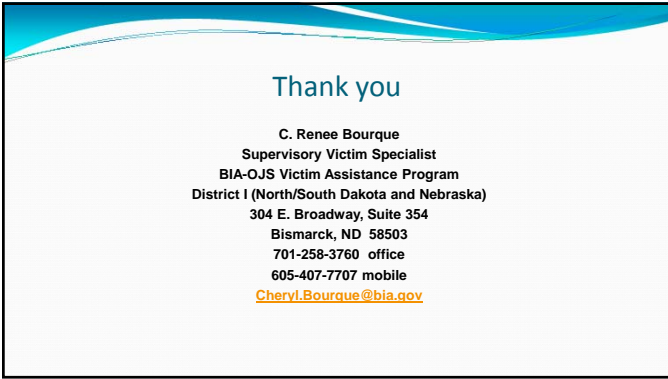 Thank you
C. Renee Bourque
Supervisory Victim Specialist
BIA-OJS Victim Assistance Program
District I (North/South Dakota and Nebraska)
304 E. Broadway, Suite 354
Bismarck, ND  58503
701-258-3760  office
605-407-7707 mobile
Cheryl.Bourque@bia.gov